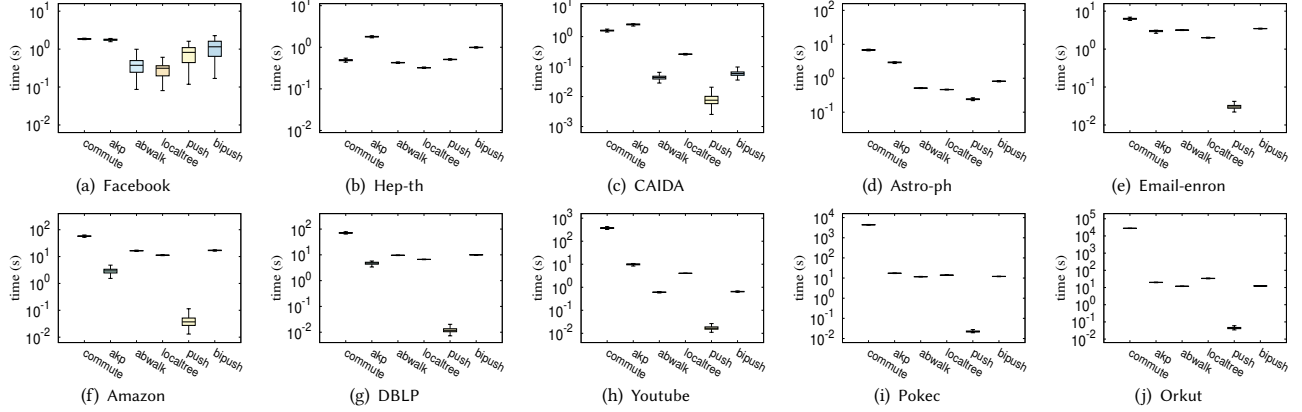 time (s)
10^2
10^1
10^0
10^-1
10^-2
commute
akp
abwalk
localtree
push
bipush
(a) Facebook
time (s)
10^1
10^0
10^-1
10^-2
commute
akp
abwalk
localtree
push
bipush
(b) Hep-th
time (s)
10^2
10^1
10^0
10^-1
10^-2
10^-3
commute
akp
abwalk
localtree
push
bipush
(c) CAIDA
time (s)
10^2
10^1
10^0
10^-1
commute
akp
abwalk
localtree
push
bipush
(d) Astro-ph
time (s)
10^1
10^0
10^-1
10^-2
commute
akp
abwalk
localtree
push
bipush
(e) Email-enron
time (s)
10^2
10^1
10^0
10^-1
10^-2
commute
akp
abwalk
localtree
push
bipush
(f) Amazon
time (s)
10^2
10^1
10^0
10^-1
10^-2
commute
akp
abwalk
localtree
push
bipush
(g) DBLP
time (s)
10^3
10^2
10^1
10^0
10^-1
10^-2
commute
akp
abwalk
localtree
push
bipush
(h) Youtube
time (s)
10^4
10^3
10^2
10^1
10^0
10^-1
10^-2
commute
akp
abwalk
localtree
push
bipush
(i) Pokec
time (s)
10^5
10^4
10^3
10^2
10^1
10^0
10^-1
10^-2
commute
akp
abwalk
localtree
push
bipush
(j) Orkut